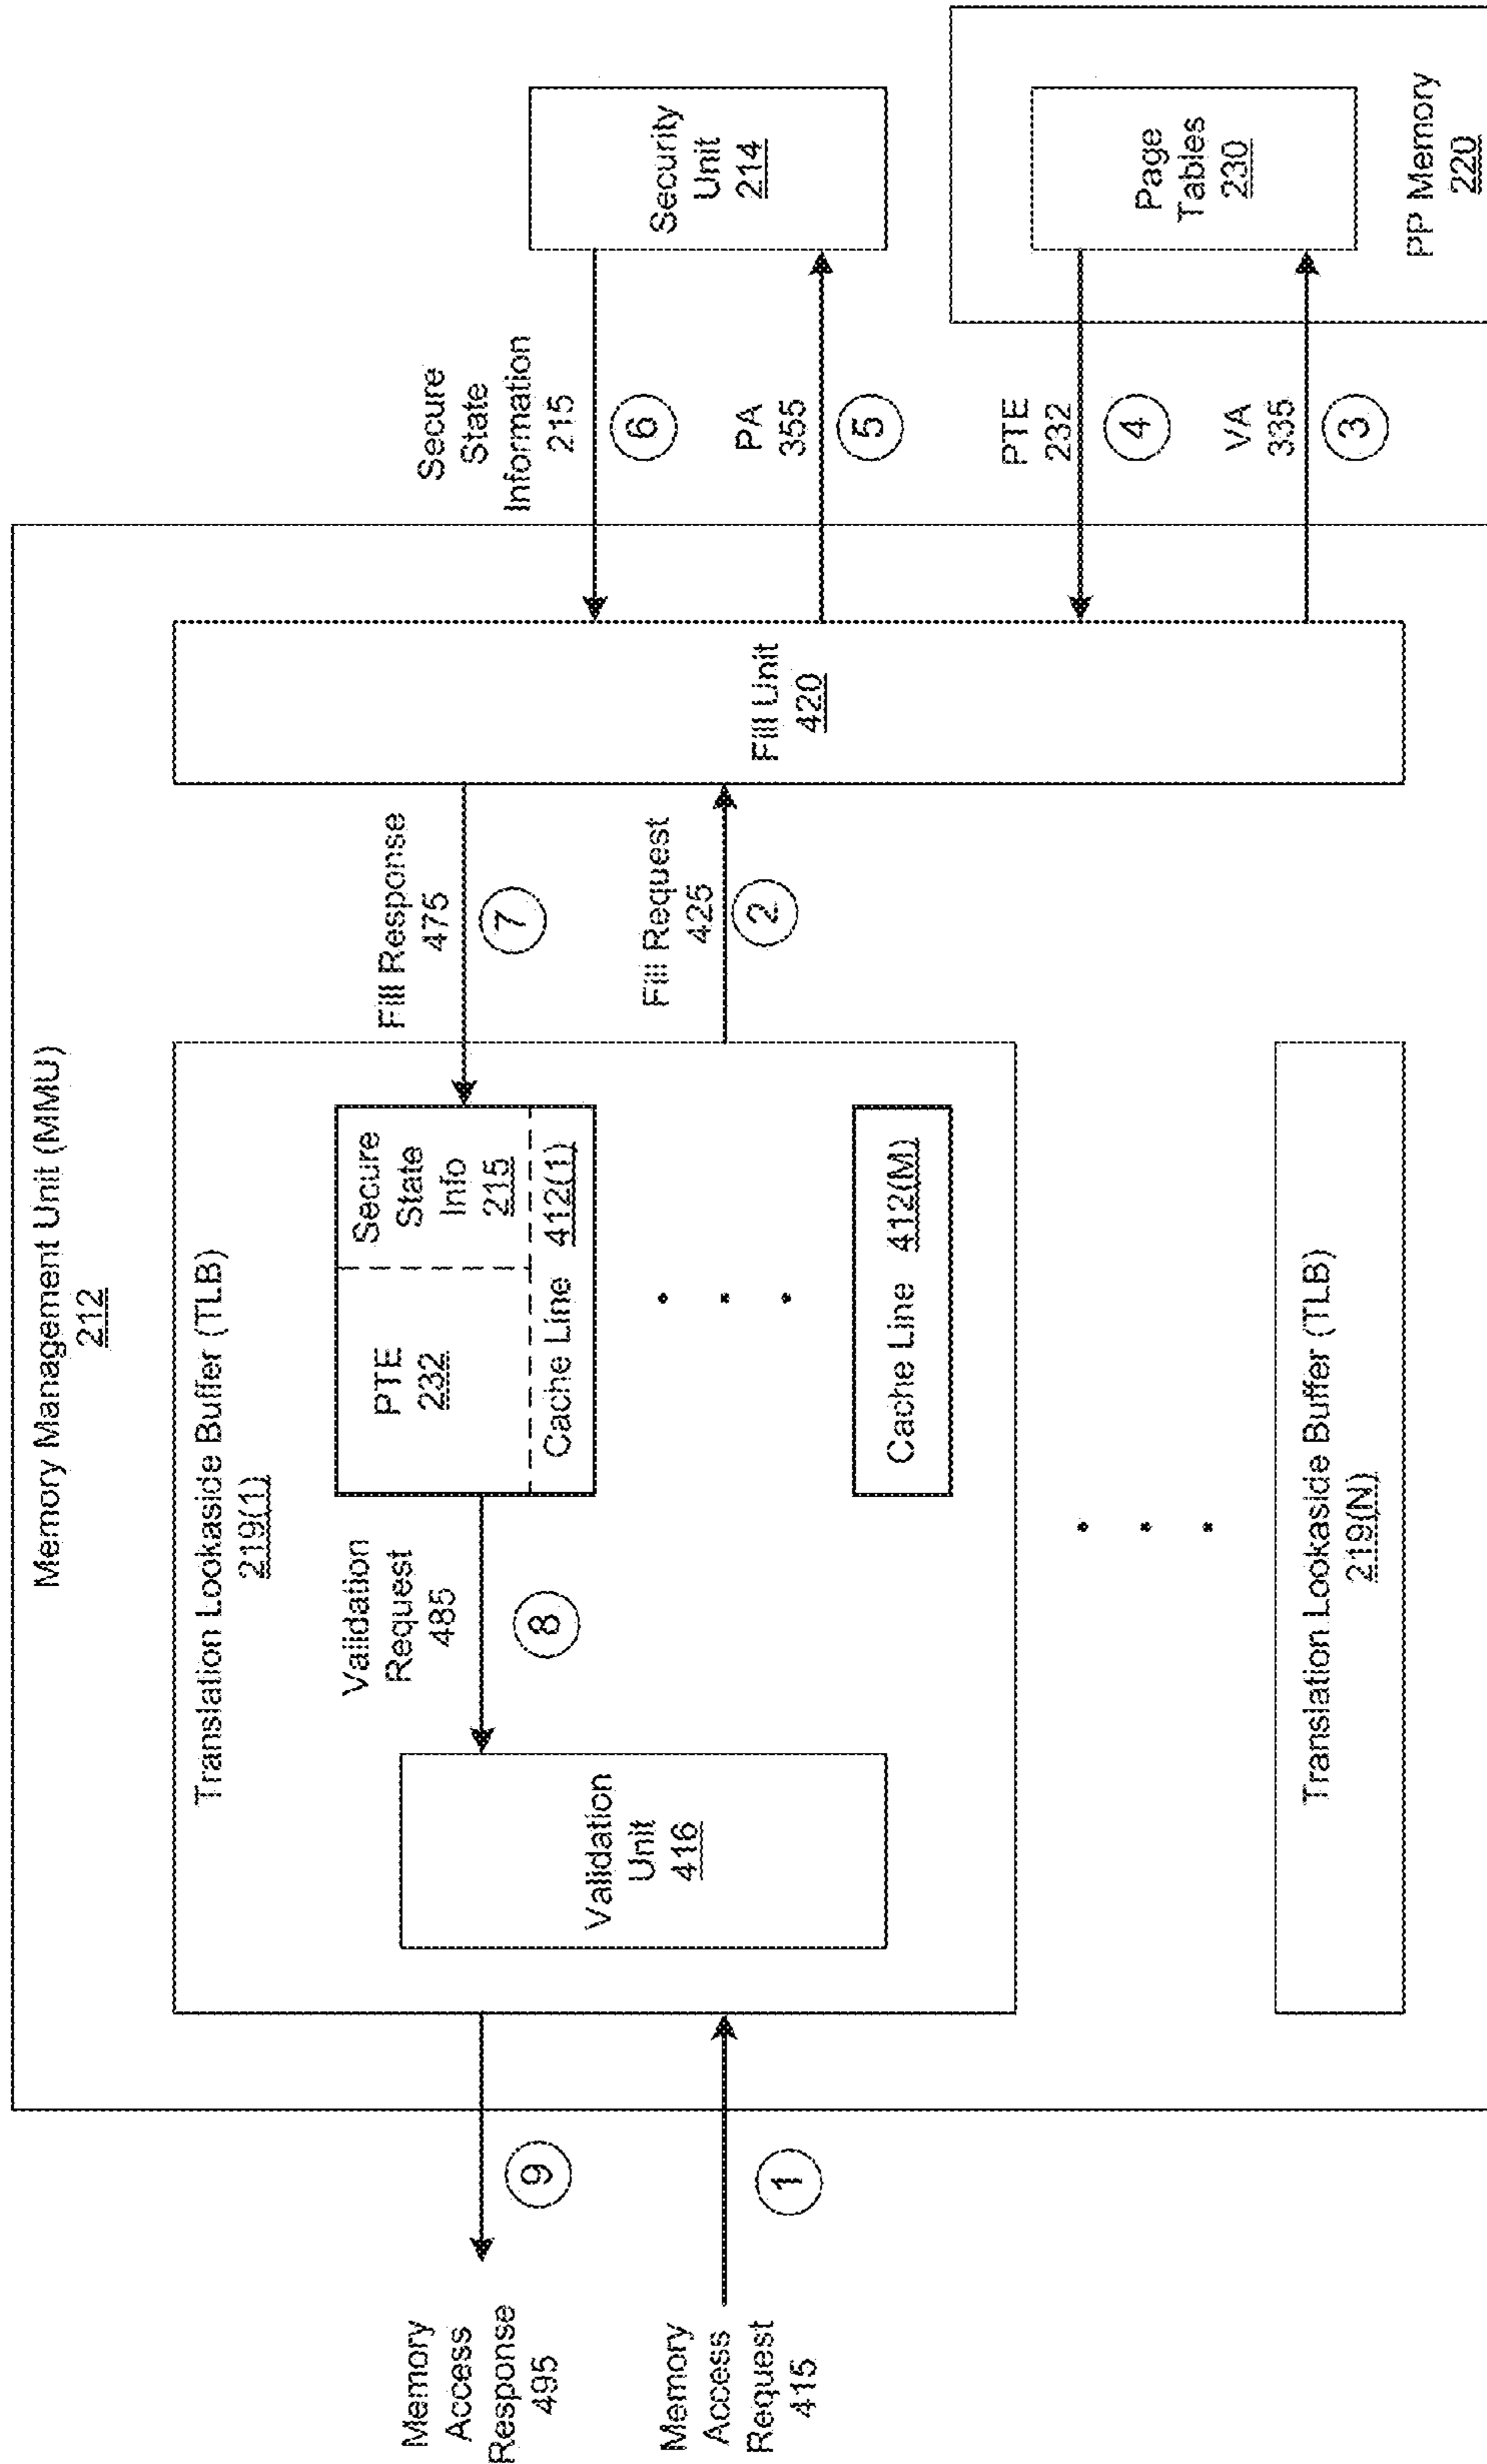 Memory Management Unit (MMU)
212
Translation Lookaside Buffer (TLB)
219(1)
Memory
Access
Response
495
9
Memory
Access
Request
415
1
Validation
Unit
416
Validation
Request
485
8
PTE
232
Secure
State
Info
215
Cache Line 412(1)
Cache Line 412(M)
Translation Lookaside Buffer (TLB)
219(N)
Fill Response
475
7
Fill Request
425
2
Fill Unit
420
Secure
State
Information
215
6
PA
355
5
PTE
232
4
VA
335
3
Security
Unit
214
Page
Tables
230
PP Memory
220